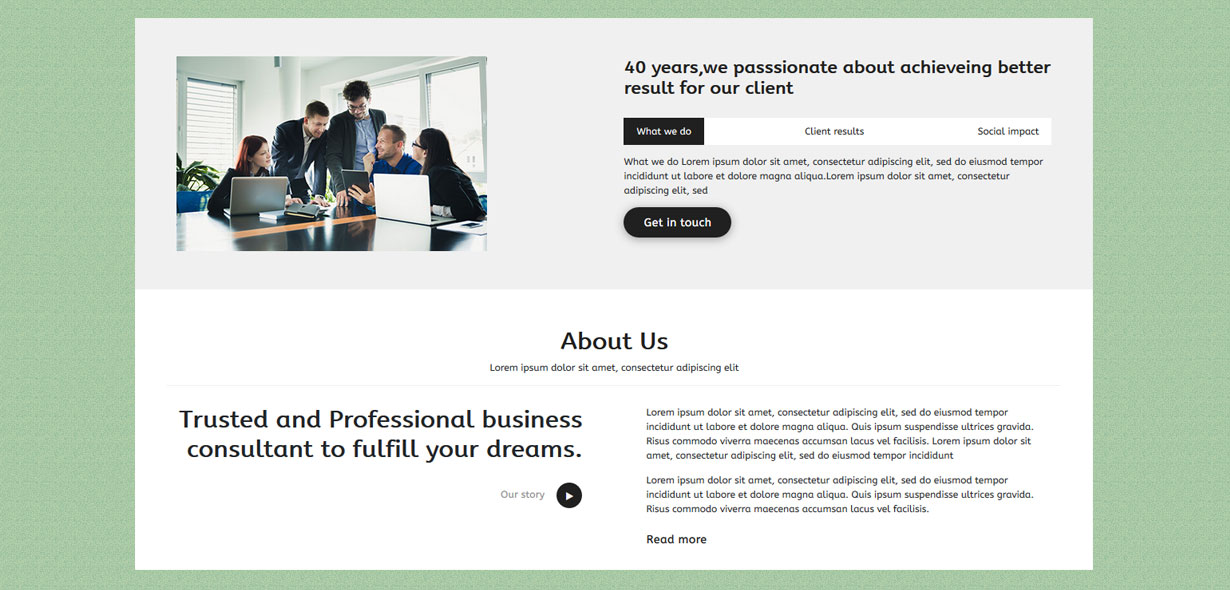 40 years,we passsionate about achieveing better
result for our client
What we do
Client results
Social impact
What we do Lorem ipsum dolor sit amet, consectetur adipiscing elit, sed do eiusmod tempor
incididunt ut labore et dolore magna aliqua.Lorem ipsum dolor sit amet, consectetur
adipiscing elit, sed
Get in touch
About Us
Lorem ipsum dolor sit amet, consectetur adipiscing elit
Trusted and Professional business
consultant to fulfill your dreams.
Our story
Lorem ipsum dolor sit amet, consectetur adipiscing elit, sed do eiusmod tempor
incididunt ut labore et dolore magna aliqua. Quis ipsum suspendisse ultrices gravida.
Risus commodo viverra maecenas accumsan lacus vel facilisis. Lorem ipsum dolor sit
amet, consectetur adipiscing elit, sed do eiusmod tempor incididunt
Lorem ipsum dolor sit amet, consectetur adipiscing elit, sed do eiusmod tempor
incididunt ut labore et dolore magna aliqua. Quis ipsum suspendisse ultrices gravida.
Risus commodo viverra maecenas accumsan lacus vel facilisis.
Read more